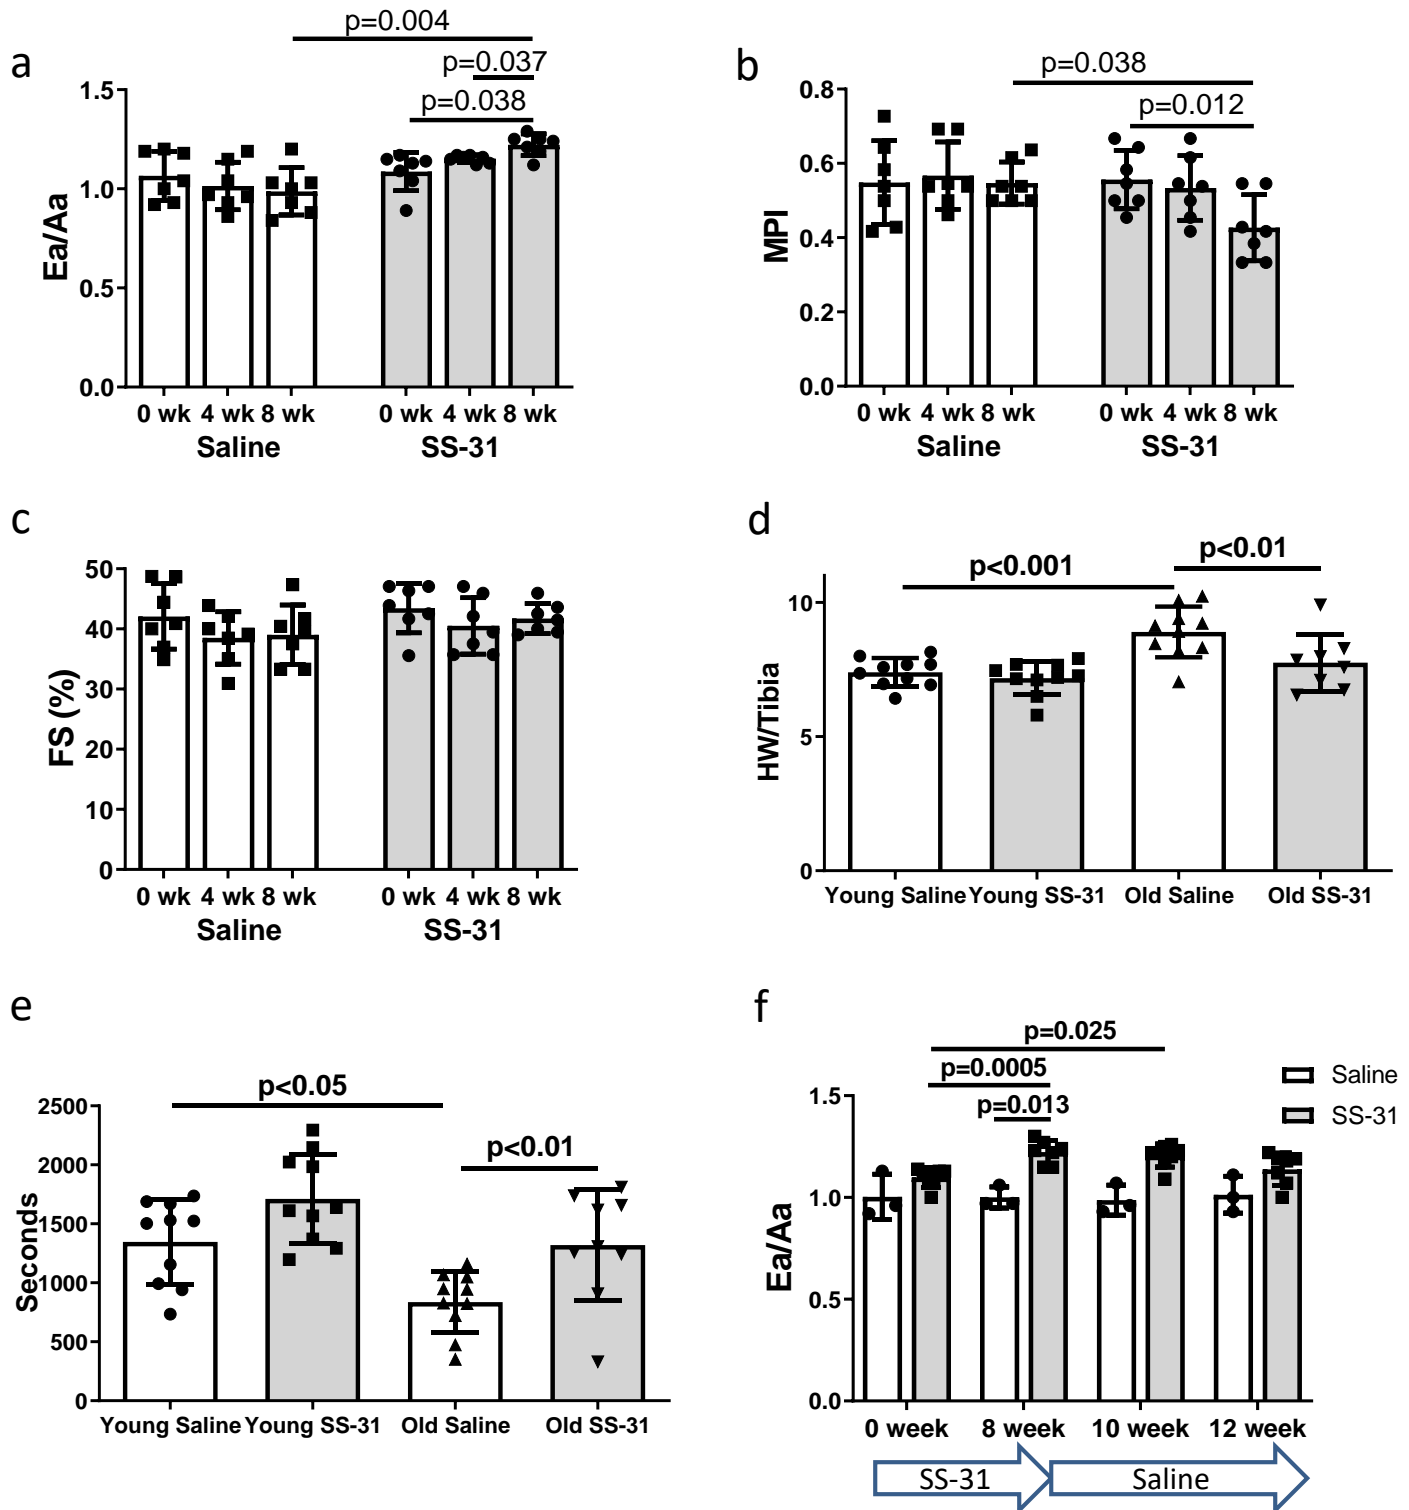 a
p=0.004
p=0.037
p=0.038
1.5
1.0
0.5
0.0
Ea/Aa
0 wk 4 wk 8 wk 0 wk 4 wk 8 wk
Saline SS-31
b
p=0.038
p=0.012
0.8
0.6
0.4
0.2
0.0
MPI
0 wk 4 wk 8 wk 0 wk 4 wk 8 wk
Saline SS-31
c
50
40
30
20
10
0
FS (%)
0 wk 4 wk 8 wk 0 wk 4 wk 8 wk
Saline SS-31
d
p<0.01
p<0.001
10
5
0
HW/Tibia
Young Saline Young SS-31 Old Saline Old SS-31
e
p<0.05
p<0.01
2500
2000
1500
1000
500
0
Seconds
Young Saline Young SS-31 Old Saline Old SS-31
f
p=0.025
p=0.0005
p=0.013
Saline
SS-31
1.5
1.0
0.5
0.0
Ea/Aa
0 week 8 week 10 week 12 week
SS-31 Saline